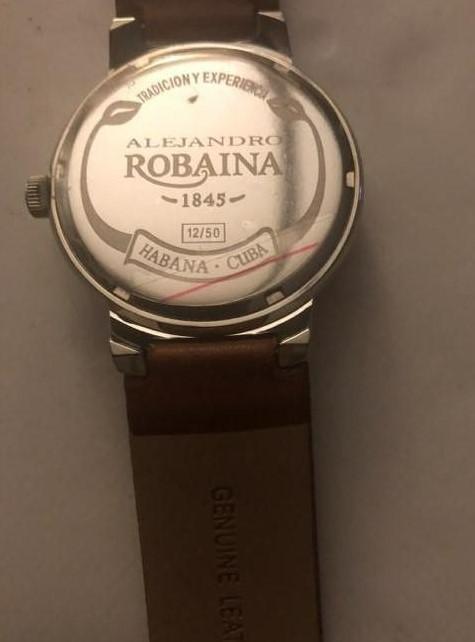 TRADICION Y EXPERIENCIA
ALEJANDRO
ROBAINA
1845
12/50
HABANA · CUBA
GENUINE LEAT